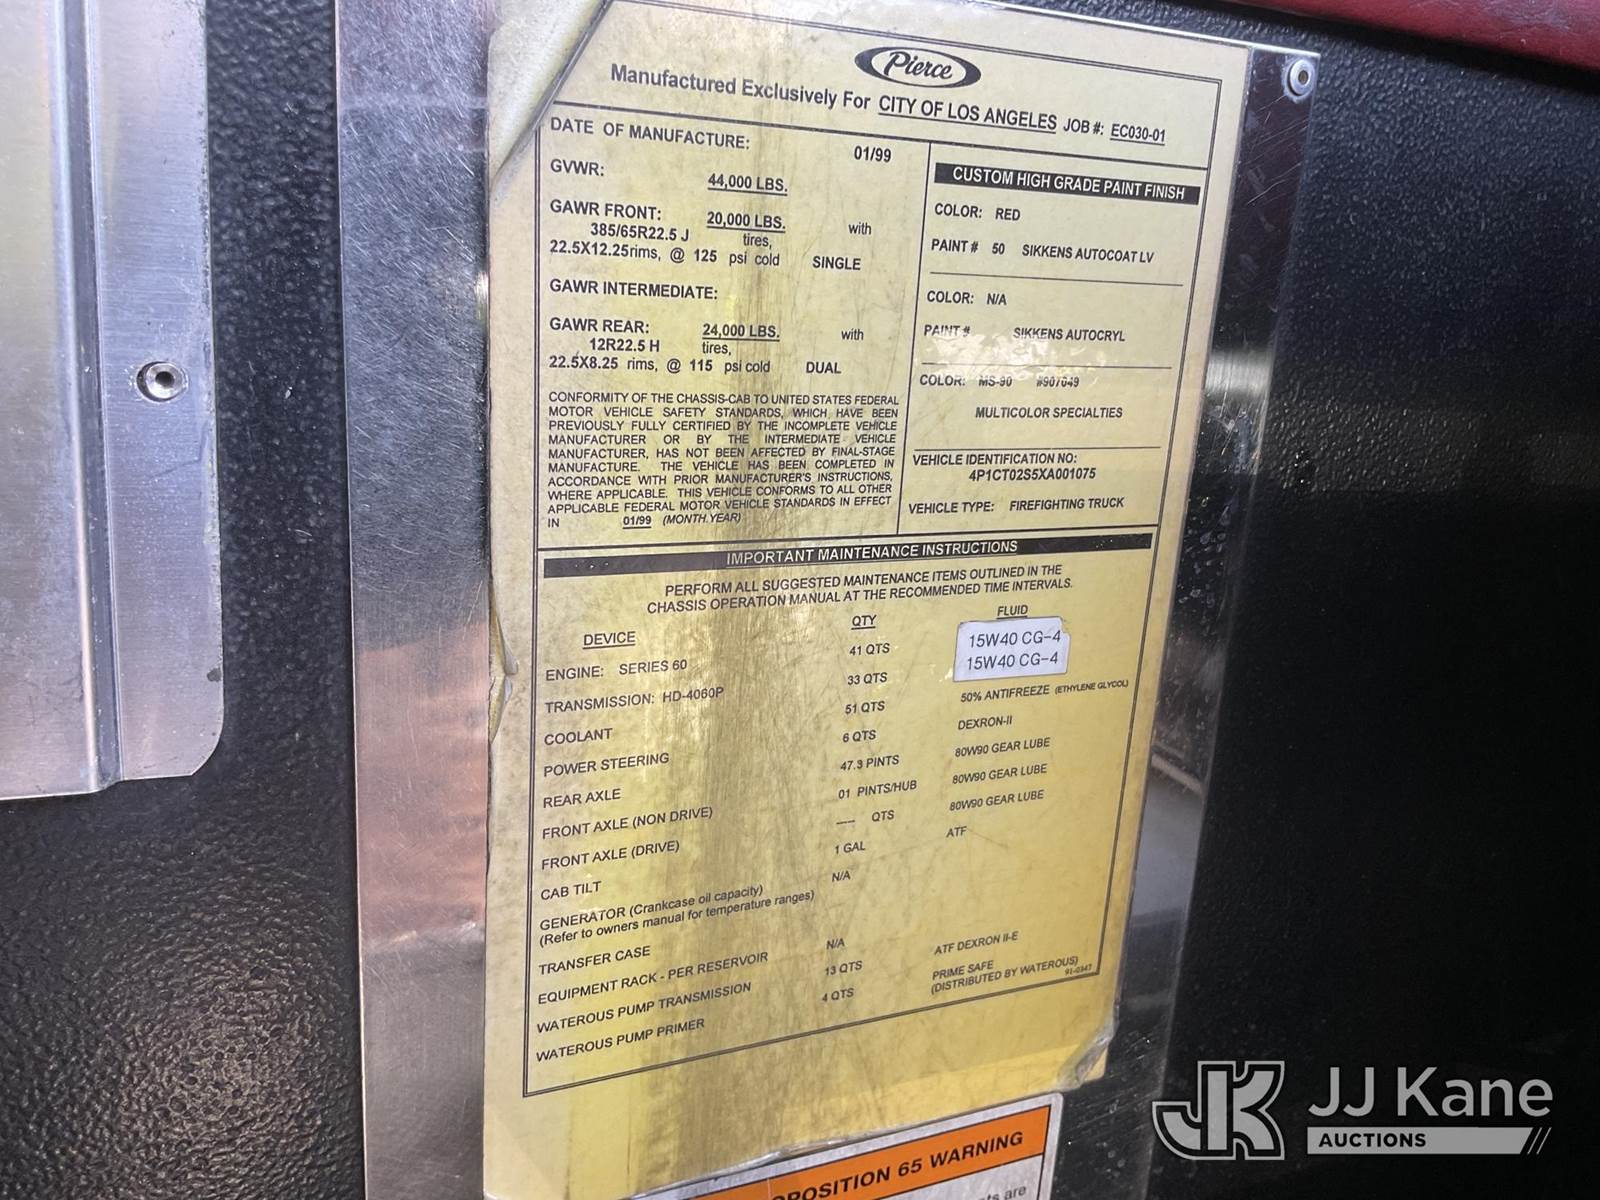 Pierce
Manufactured Exclusively For CITY OF LOS ANGELES JOB #: EC030-01
DATE OF MANUFACTURE: 01/99
GVWR: 44,000 LBS.
GAWR FRONT: 20,000 LBS. with
385/65R22.5 J tires,
22.5X12.25rims, @ 125 psi cold SINGLE
GAWR INTERMEDIATE:
GAWR REAR: 24,000 LBS. with
12R22.5 H tires,
22.5X8.25 rims, @ 115 psi cold DUAL
CONFORMITY OF THE CHASSIS-CAB TO UNITED STATES FEDERAL
MOTOR VEHICLE SAFETY STANDARDS, WHICH HAVE BEEN
PREVIOUSLY FULLY CERTIFIED BY THE INCOMPLETE VEHICLE
MANUFACTURER OR BY THE INTERMEDIATE VEHICLE
MANUFACTURER, HAS NOT BEEN AFFECTED BY FINAL-STAGE
MANUFACTURE. THE VEHICLE HAS BEEN COMPLETED IN
ACCORDANCE WITH PRIOR MANUFACTURER'S INSTRUCTIONS,
WHERE APPLICABLE. THIS VEHICLE CONFORMS TO ALL OTHER
APPLICABLE FEDERAL MOTOR VEHICLE STANDARDS IN EFFECT
IN 01/99 (MONTH.YEAR)
CUSTOM HIGH GRADE PAINT FINISH
COLOR: RED
PAINT # 50 SIKKENS AUTOCOAT LV
COLOR: N/A
PAINT # SIKKENS AUTOCRYL
COLOR: MS-90 #907049
MULTICOLOR SPECIALTIES
VEHICLE IDENTIFICATION NO:
4P1CT02S5XA001075
VEHICLE TYPE: FIREFIGHTING TRUCK
IMPORTANT MAINTENANCE INSTRUCTIONS
PERFORM ALL SUGGESTED MAINTENANCE ITEMS OUTLINED IN THE
CHASSIS OPERATION MANUAL AT THE RECOMMENDED TIME INTERVALS.
DEVICE QTY FLUID
ENGINE: SERIES 60 41 QTS 15W40 CG-4
TRANSMISSION: HD-4060P 33 QTS 15W40 CG-4
COOLANT 51 QTS 50% ANTIFREEZE (ETHYLENE GLYCOL)
POWER STEERING 6 QTS DEXRON-II
REAR AXLE 47.3 PINTS 80W90 GEAR LUBE
FRONT AXLE (NON DRIVE) 01 PINTS/HUB 80W90 GEAR LUBE
FRONT AXLE (DRIVE) ---- QTS 80W90 GEAR LUBE
CAB TILT 1 GAL ATF
GENERATOR (Crankcase oil capacity) N/A
(Refer to owners manual for temperature ranges)
TRANSFER CASE
EQUIPMENT RACK - PER RESERVOIR N/A
WATEROUS PUMP TRANSMISSION 13 QTS ATF DEXRON II-E
WATEROUS PUMP PRIMER 4 QTS PRIME SAFE
(DISTRIBUTED BY WATEROUS)
91-0347
OPOSITION 65 WARNING
ts are
JK JJ Kane
AUCTIONS